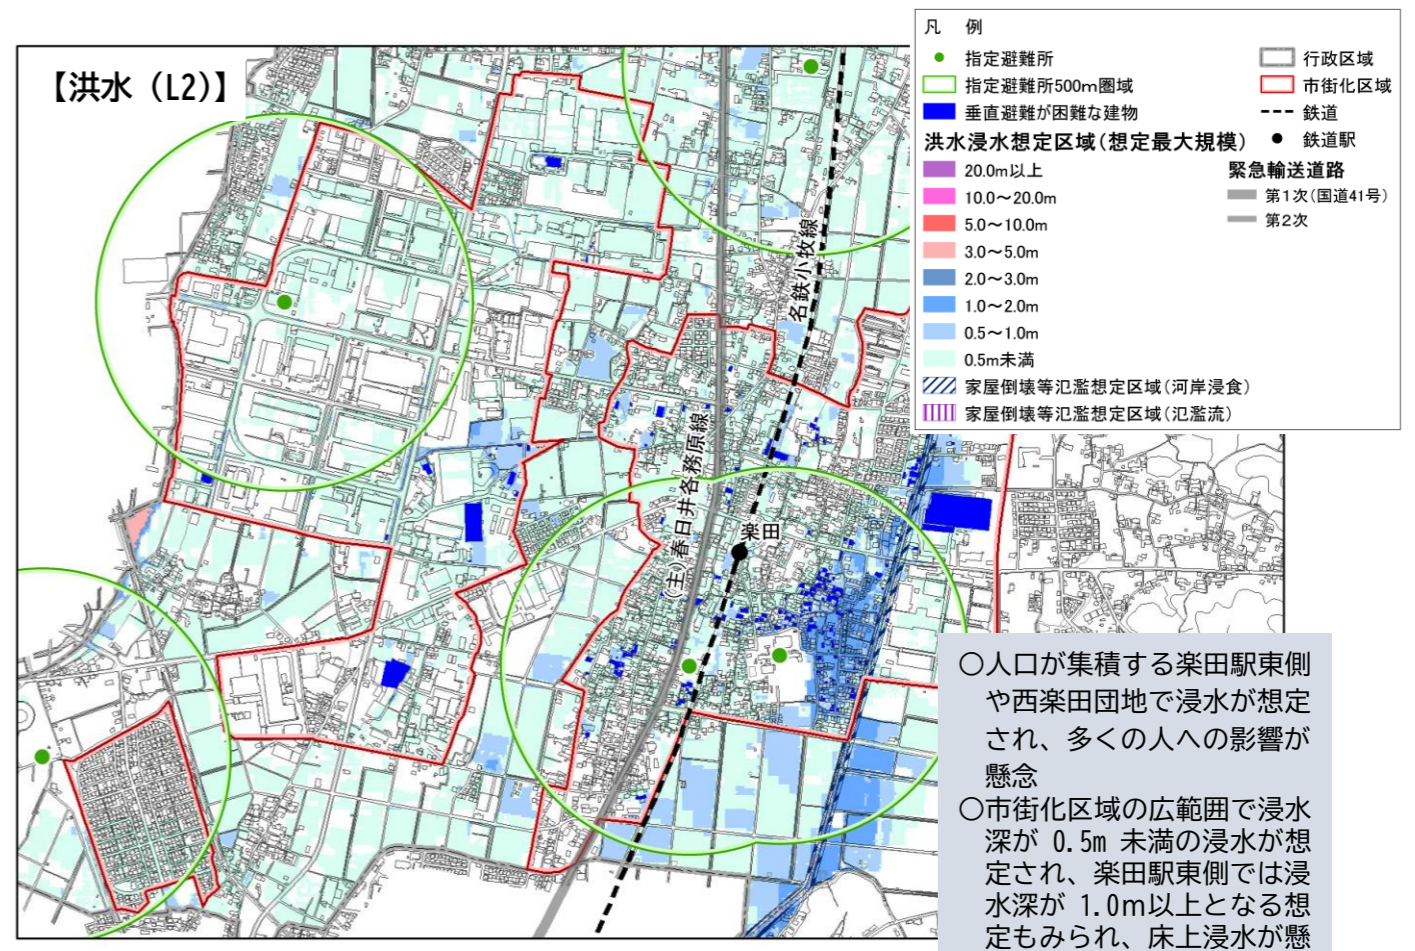 【洪水（L2）】
凡　例
指定避難所
指定避難所500m圏域
垂直避難が困難な建物
洪水浸水想定区域（想定最大規模）
20.0m以上
10.0～20.0m
5.0～10.0m
3.0～5.0m
2.0～3.0m
1.0～2.0m
0.5～1.0m
0.5m未満
家屋倒壊等氾濫想定区域（河岸浸食）
家屋倒壊等氾濫想定区域（氾濫流）
行政区域
市街化区域
鉄道
鉄道駅
緊急輸送道路
第1次（国道41号）
第2次
名鉄小牧線
（主）春日井各務原線
楽田
〇人口が集積する楽田駅東側
や西楽田団地で浸水が想定
され、多くの人への影響が
懸念
〇市街化区域の広範囲で浸水
深が 0.5m 未満の浸水が想
定され、楽田駅東側では浸
水深が 1.0m以上となる想
定もみられ、床上浸水が懸